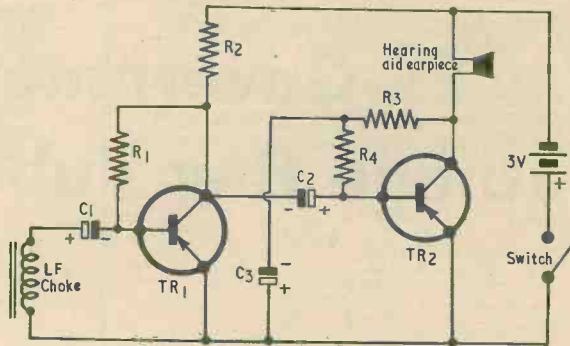 R2
Hearing
aid earpiece
R3
R1
R4
C2
3V
+
C1
- +
+ -
LF
Choke
TR1
C3
-
+
TR2
Switch